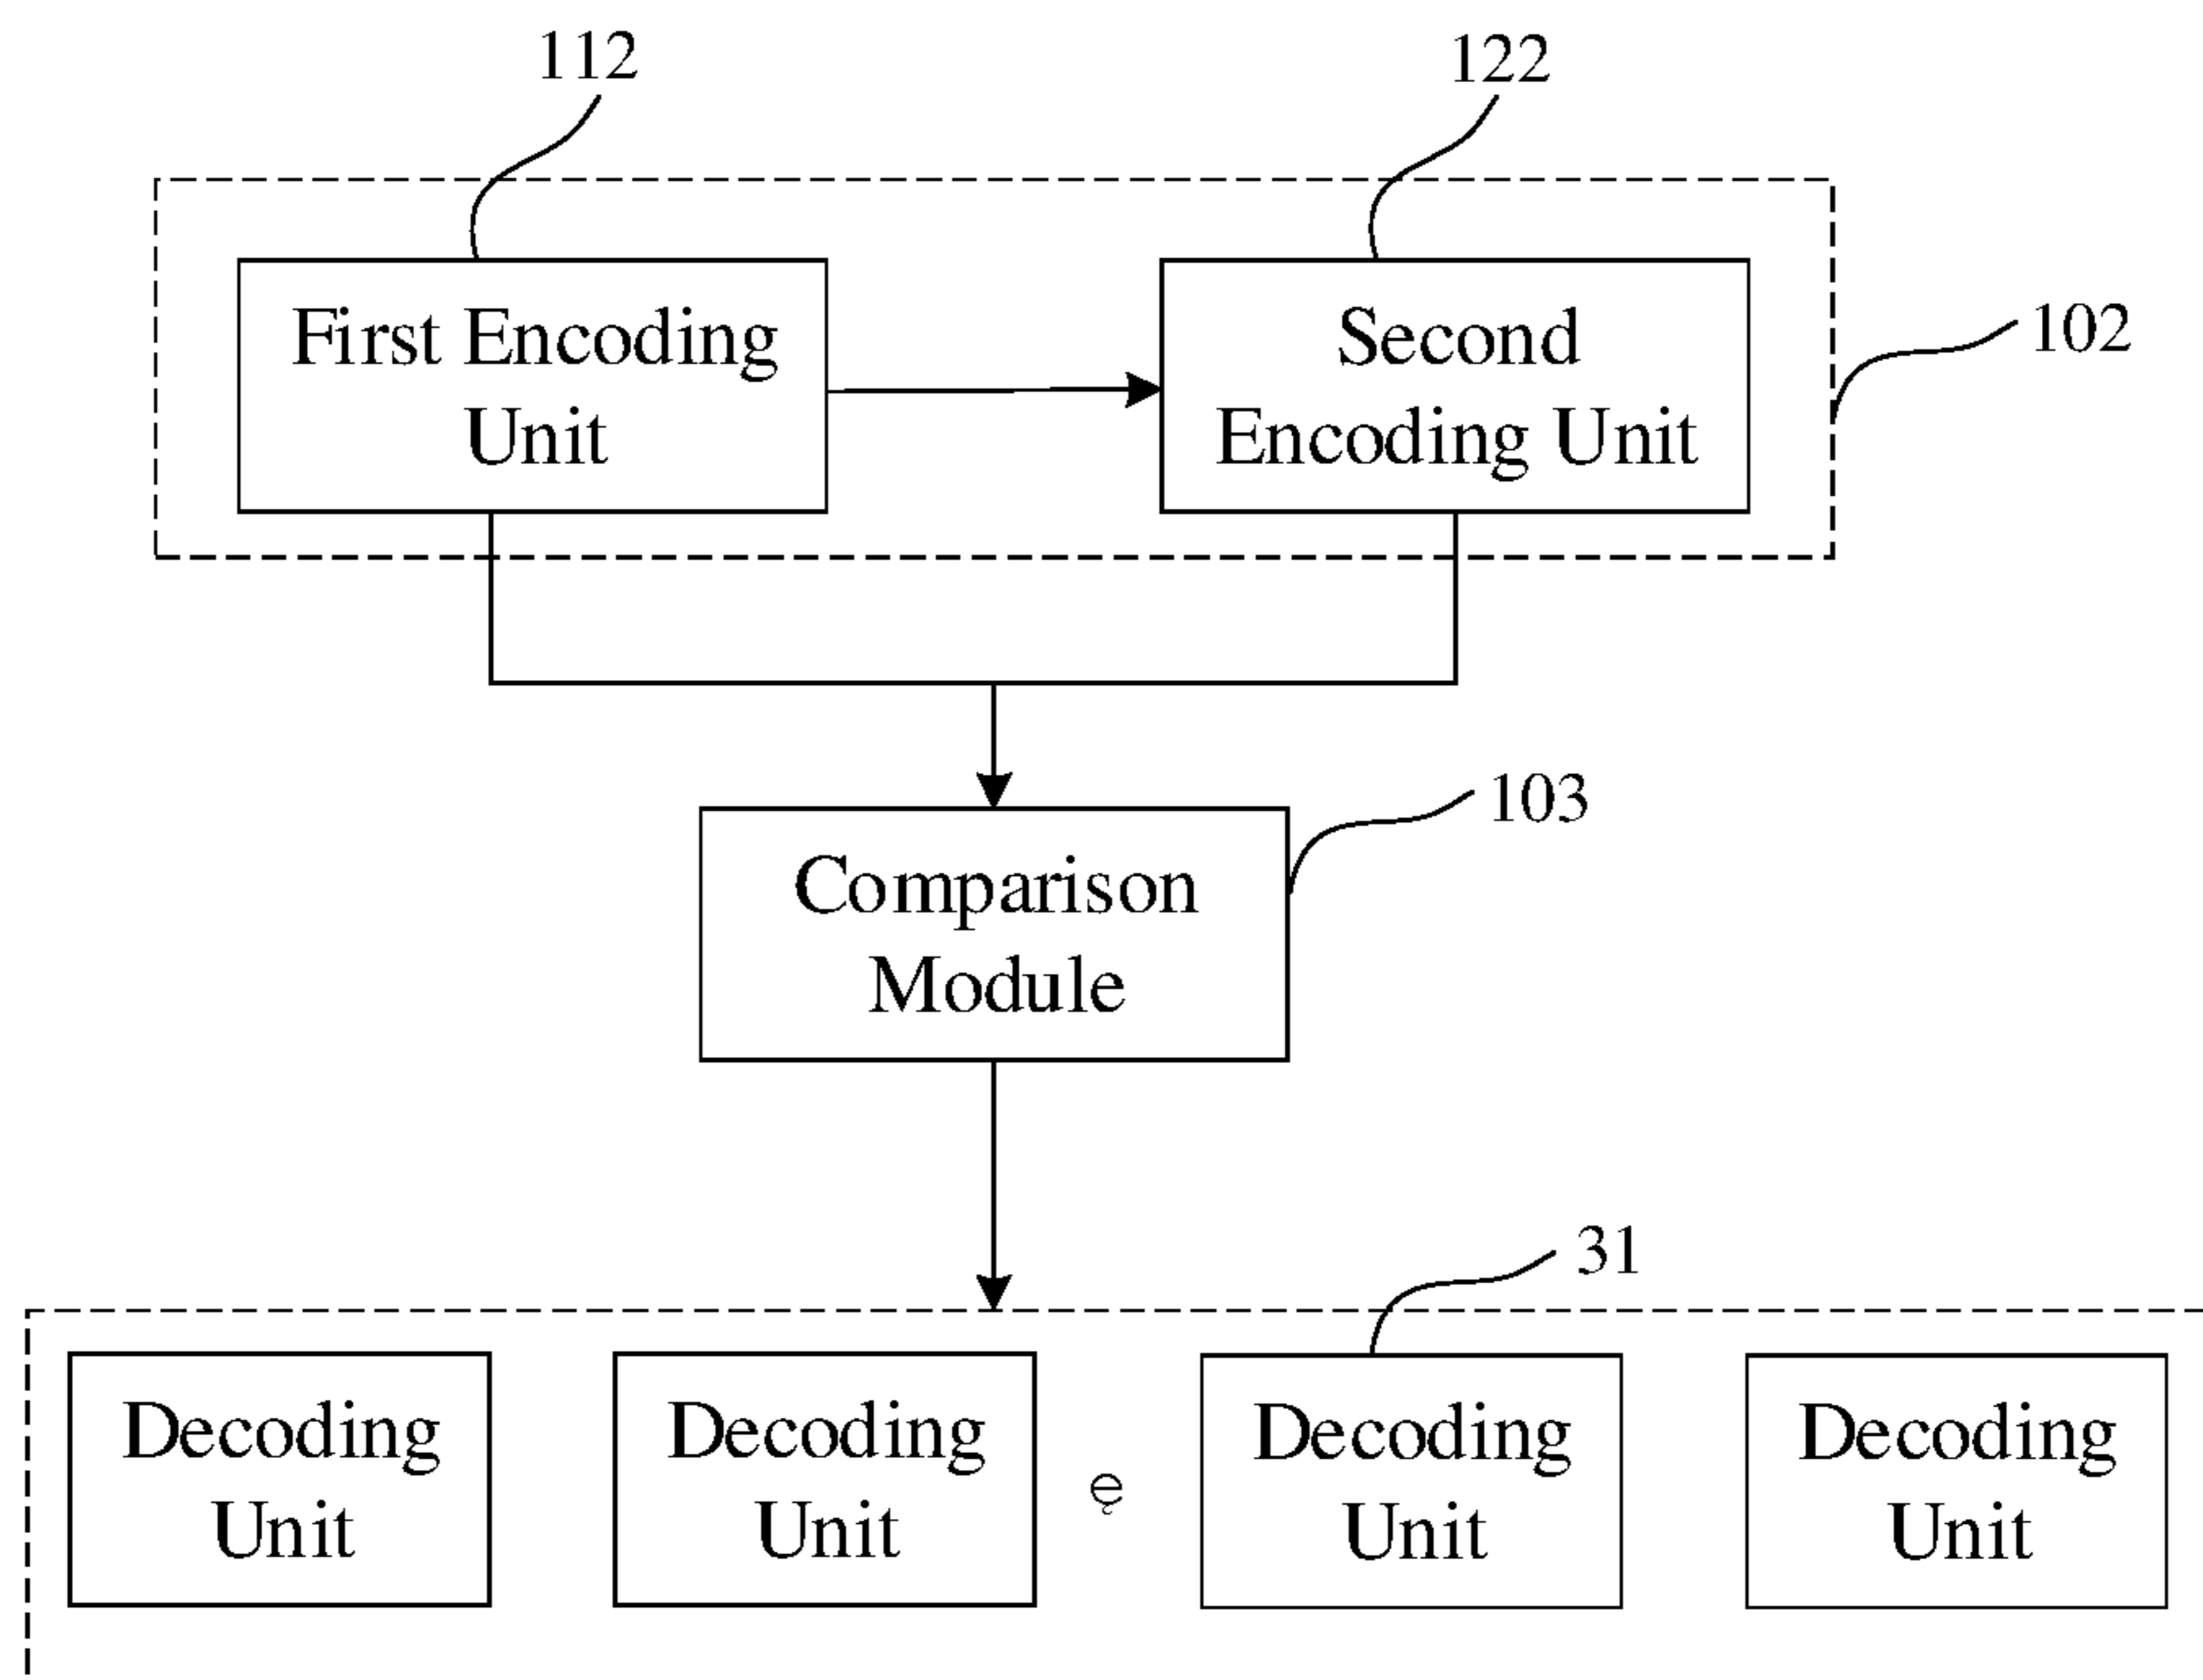 112
122
First Encoding
Unit
Second
Encoding Unit
102
103
Comparison
Module
31
Decoding
Unit
Decoding
Unit
ę
Decoding
Unit
Decoding
Unit